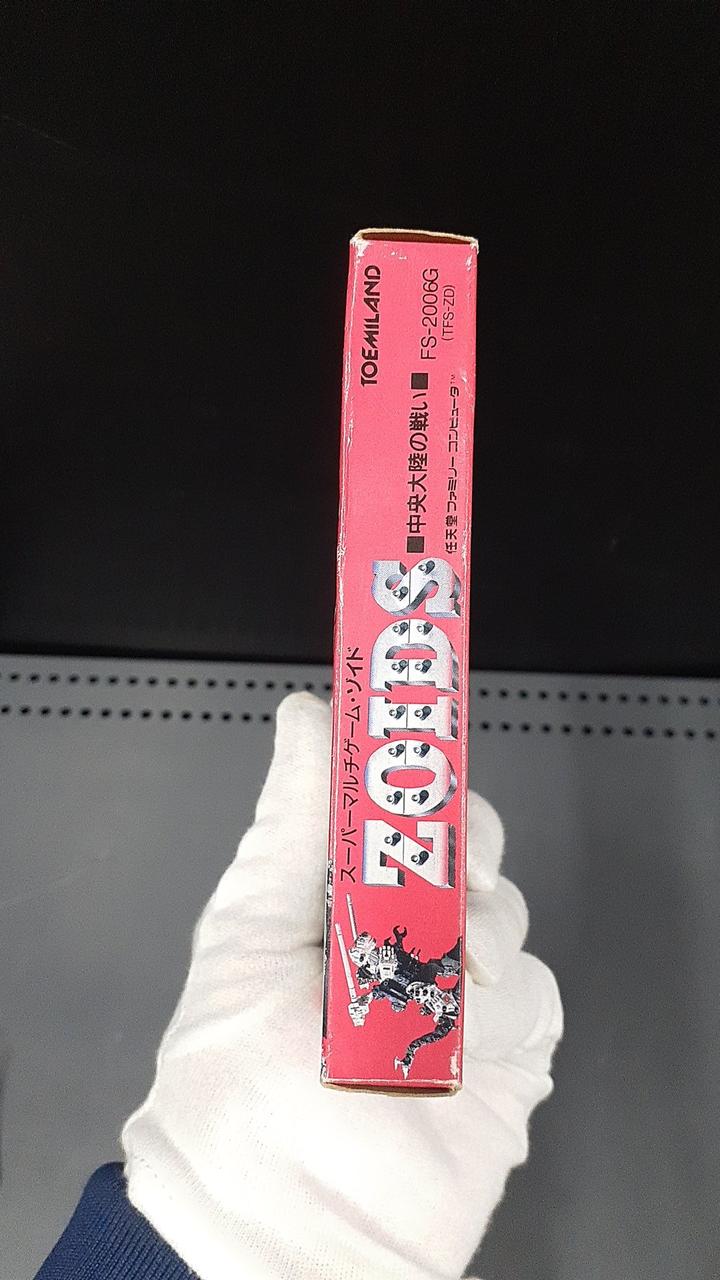 スーパーマルチゲーム・ゾイド
ZOIDS
■中央大陸の戦い■
任天堂 ファミリー コンピュータ™
TOEMILAND
FS-2006G
(TFS-ZD)